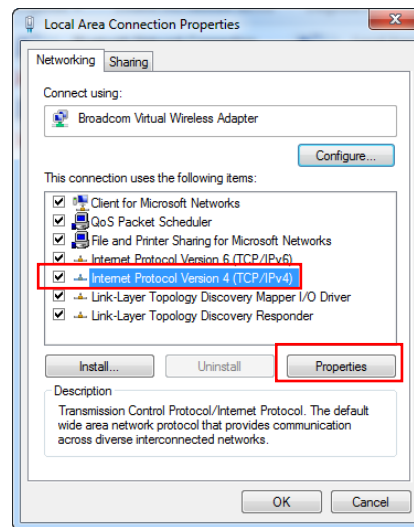 Local Area Connection Properties
Networking
Sharing
Connect using:
Broadcom Virtual Wireless Adapter
Configure...
This connection uses the following items:
Client for Microsoft Networks
QoS Packet Scheduler
File and Printer Sharing for Microsoft Networks
Internet Protocol Version 6 (TCP/IPv6)
Internet Protocol Version 4 (TCP/IPv4)
Link-Layer Topology Discovery Mapper I/O Driver
Link-Layer Topology Discovery Responder
Install...
Uninstall
Properties
Description
Transmission Control Protocol/Internet Protocol. The default
wide area network protocol that provides communication
across diverse interconnected networks.
OK
Cancel